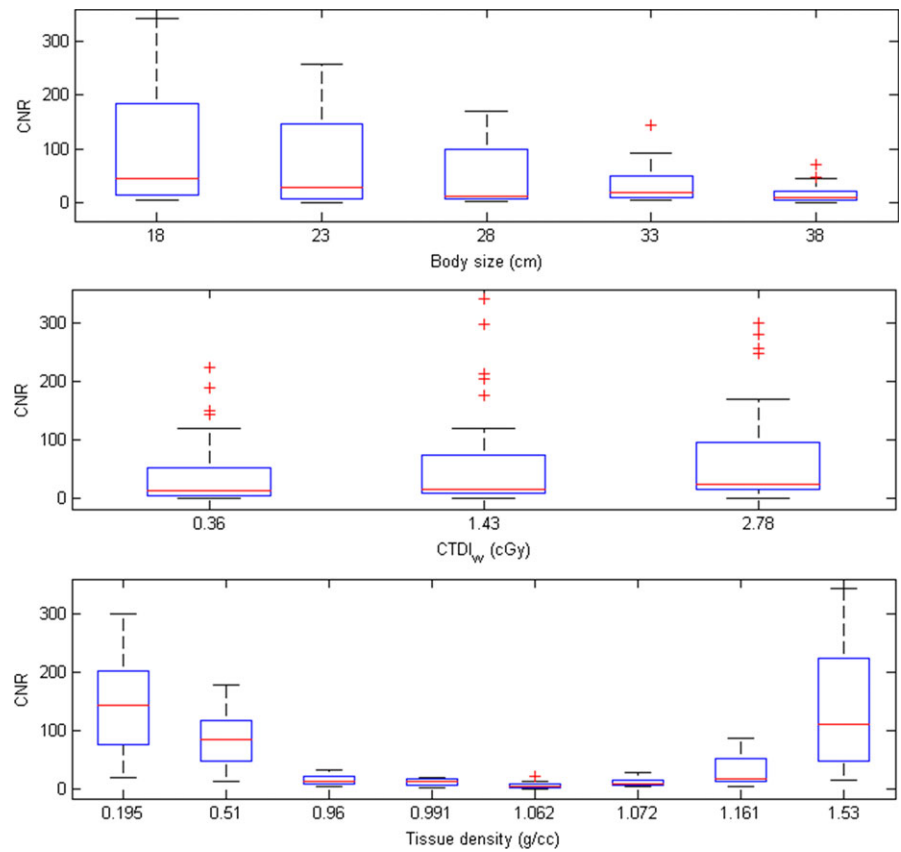 300
200
100
0
CNR
18 23 28 33 38
Body size (cm)
300
200
100
0
CNR
0.36 1.43 2.78
CTDIw (cGy)
300
200
100
0
CNR
0.195 0.51 0.96 0.991 1.062 1.072 1.161 1.53
Tissue density (g/cc)